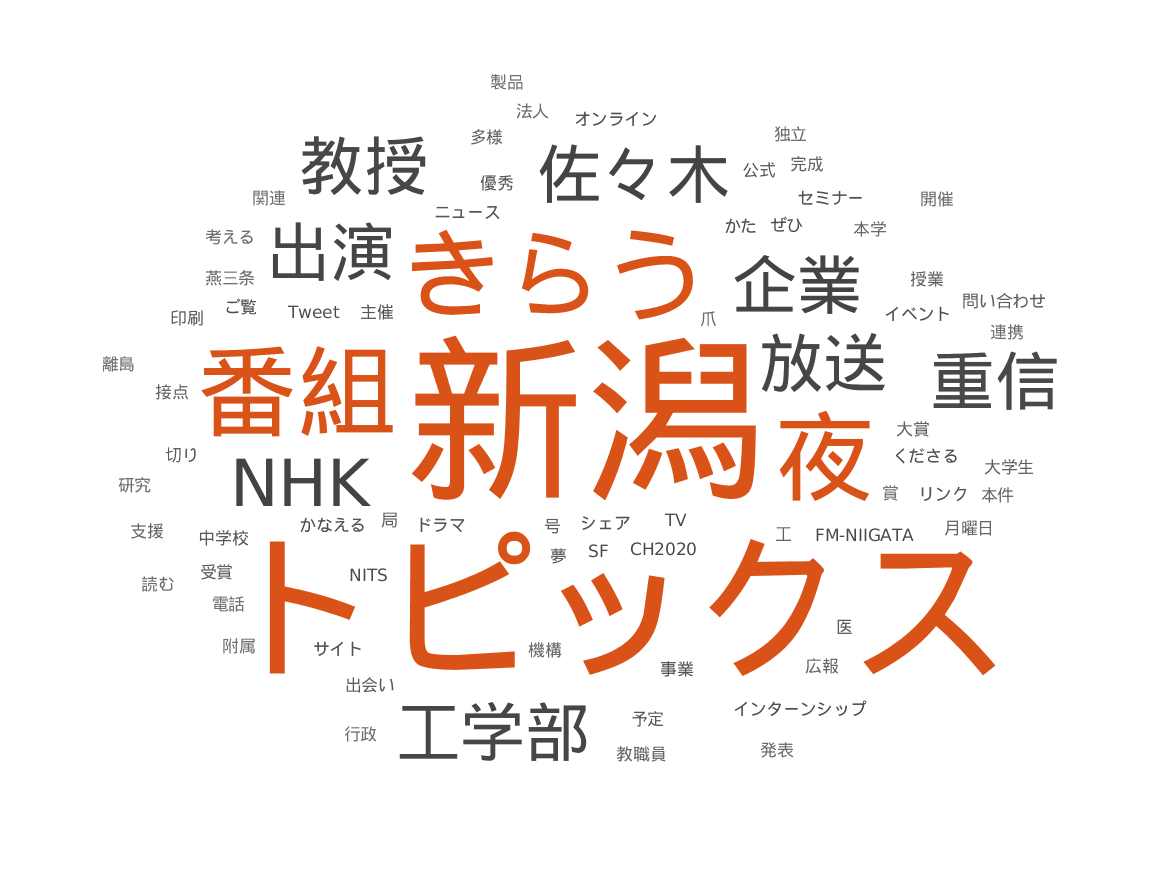 製品
法人
オンライン
多様
独立
教授
佐々木
公式
完成
優秀
関連
セミナー
開催
ニュース
かた
ぜひ
本学
考える
出演
きらう
企業
燕三条
授業
問い合わせ
ご覧
印刷
Tweet
主催
爪
イベント
連携
離島
番組
新潟
放送
重信
接点
夜
大賞
切り
くださる
大学生
研究
NHK
賞
リンク
本件
支援
中学校
かなえる
局
ドラマ
号
シェア
TV
工
FM-NIIGATA
月曜日
夢
SF
CH2020
読む
受賞
NITS
トピックス
電話
附属
サイト
機構
医
事業
広報
出会い
行政
工学部
予定
インターンシップ
教職員
発表